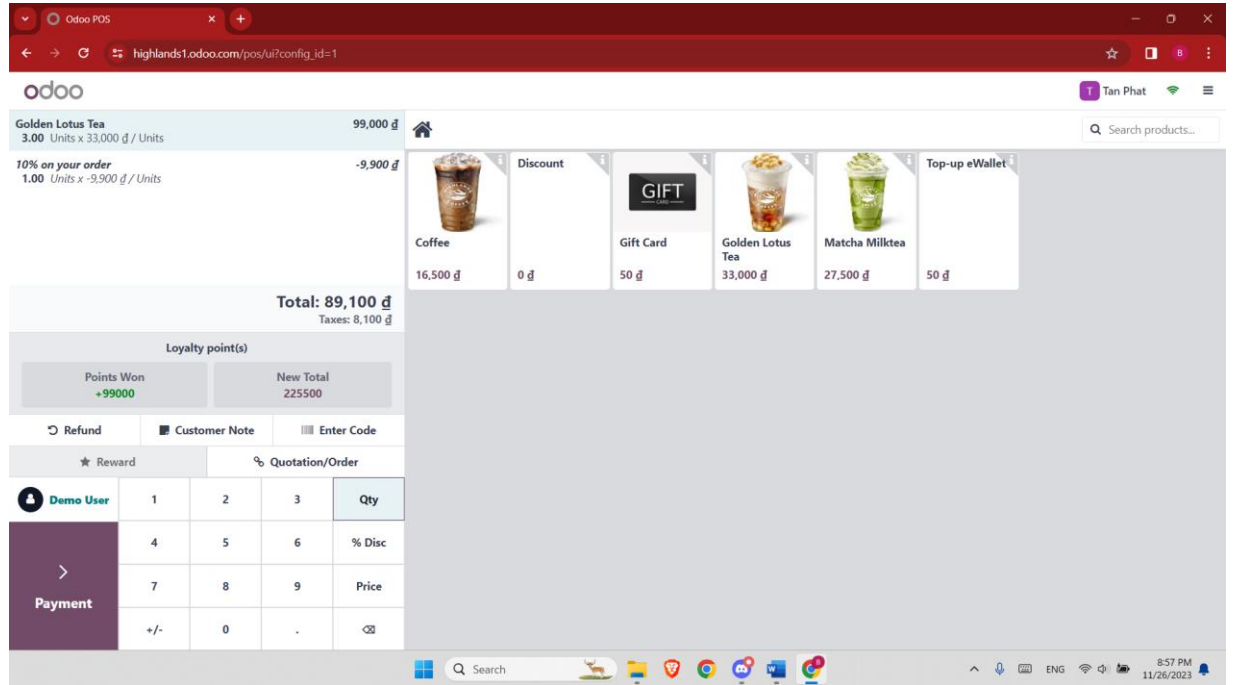 Odoo POS
highlands1.odoo.com/pos/ui?config_id=1
B
odoo
T Tan Phat
Golden Lotus Tea 99,000 ₫
3.00 Units x 33,000 ₫ / Units
10% on your order -9,900 ₫
1.00 Units x -9,900 ₫ / Units
Total: 89,100 ₫
Taxes: 8,100 ₫
Loyalty point(s)
Points Won New Total
+99000 225500
Refund Customer Note Enter Code
Reward Quotation/Order
Demo User 1 2 3 Qty
4 5 6 % Disc
7 8 9 Price
Payment
+/- 0 .
Search products...
Discount Top-up eWallet
GIFT
CARD
Coffee Gift Card Golden Lotus Tea Matcha Milktea
16,500 ₫ 0 ₫ 50 ₫ 33,000 ₫ 27,500 ₫ 50 ₫
Search
ENG
8:57 PM
11/26/2023